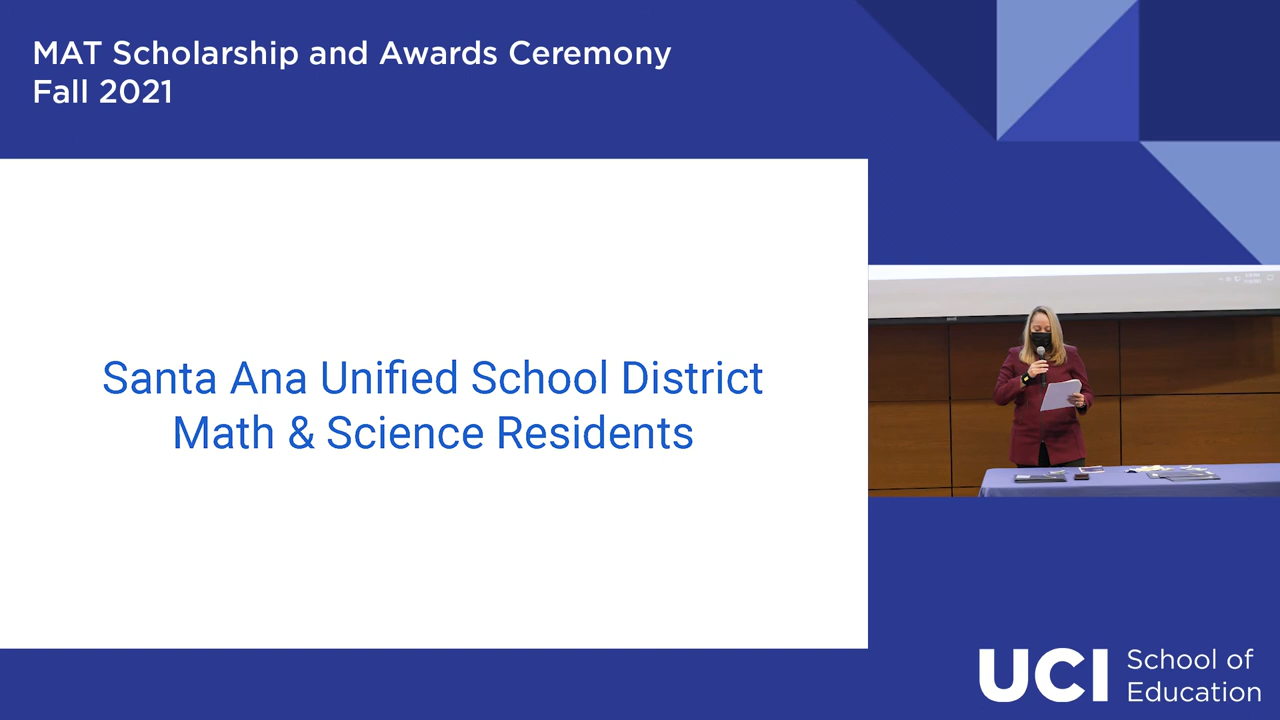 MAT Scholarship and Awards Ceremony
Fall 2021
Santa Ana Unified School District
Math & Science Residents
UCI School of
Education